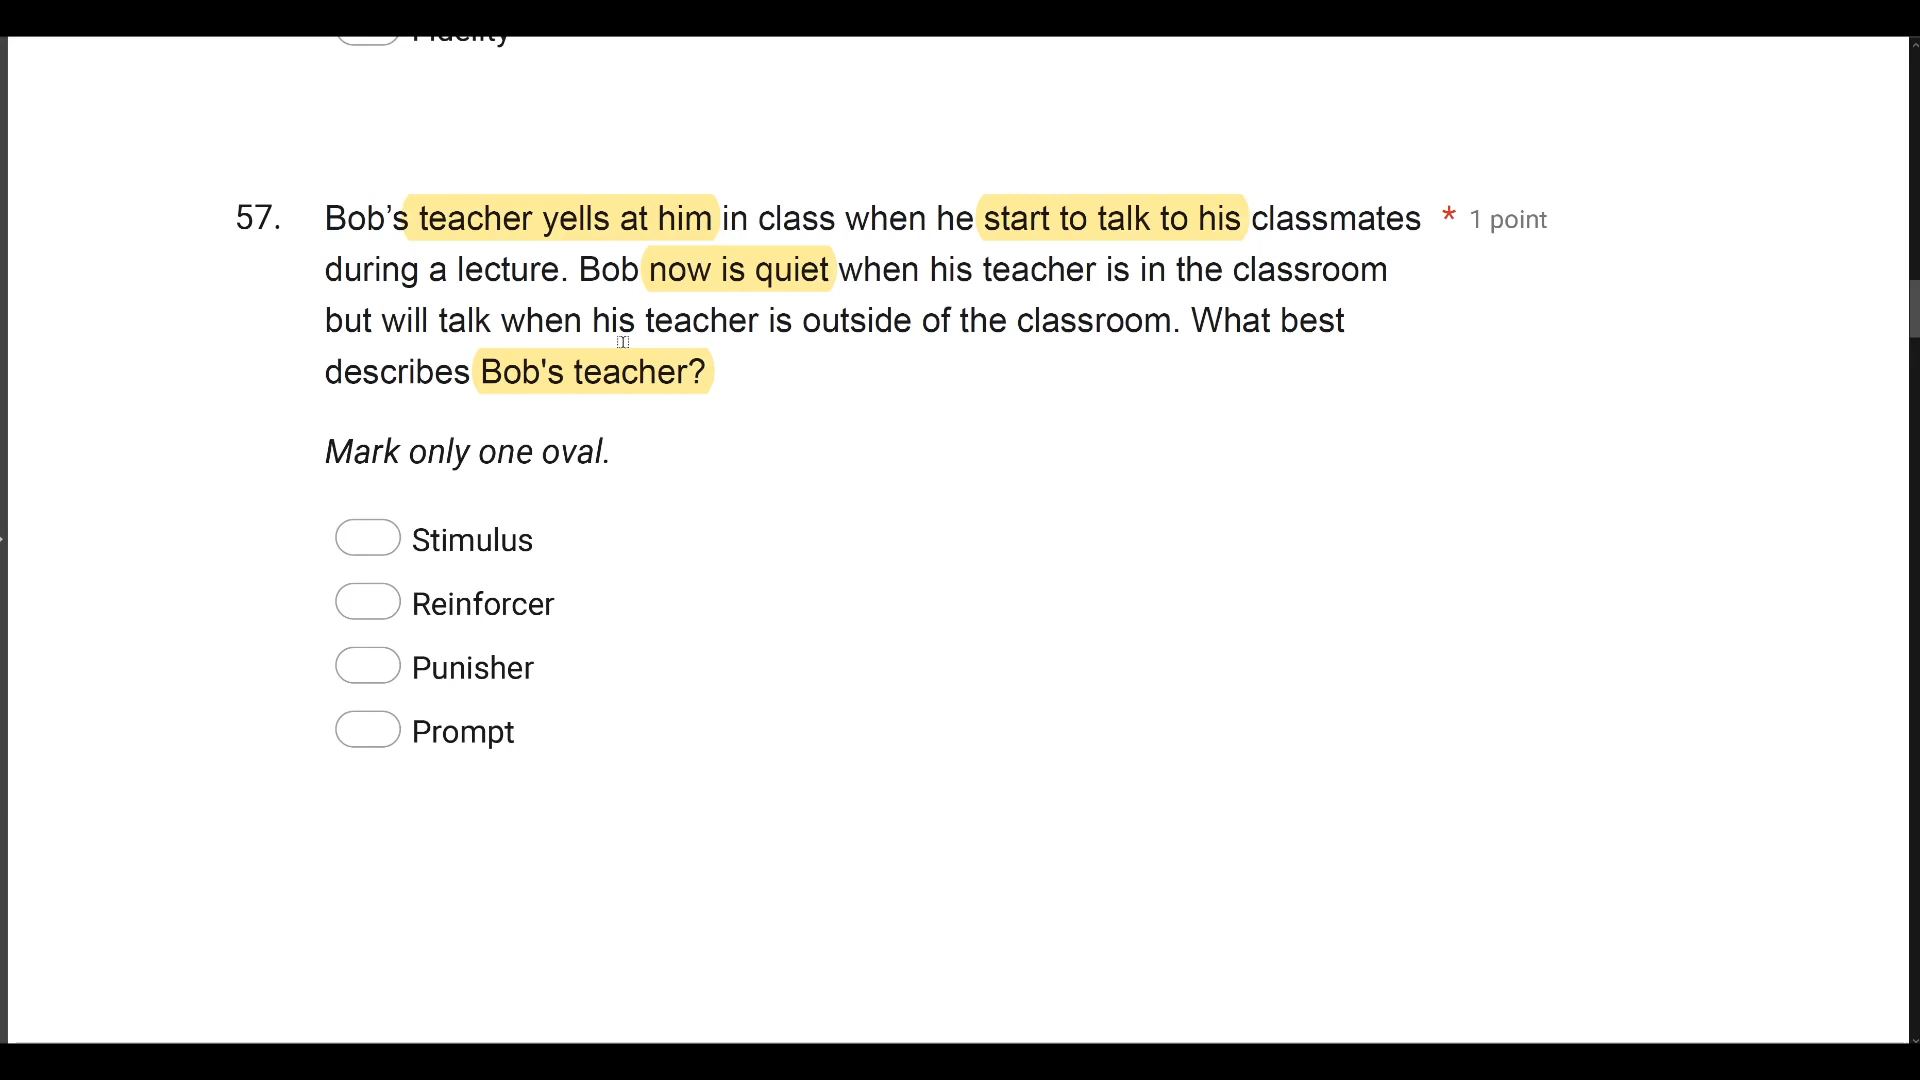 Fidelity
57. Bob’s teacher yells at him in class when he start to talk to his classmates * 1 point
during a lecture. Bob now is quiet when his teacher is in the classroom
but will talk when his teacher is outside of the classroom. What best
describes Bob's teacher?
Mark only one oval.
Stimulus
Reinforcer
Punisher
Prompt